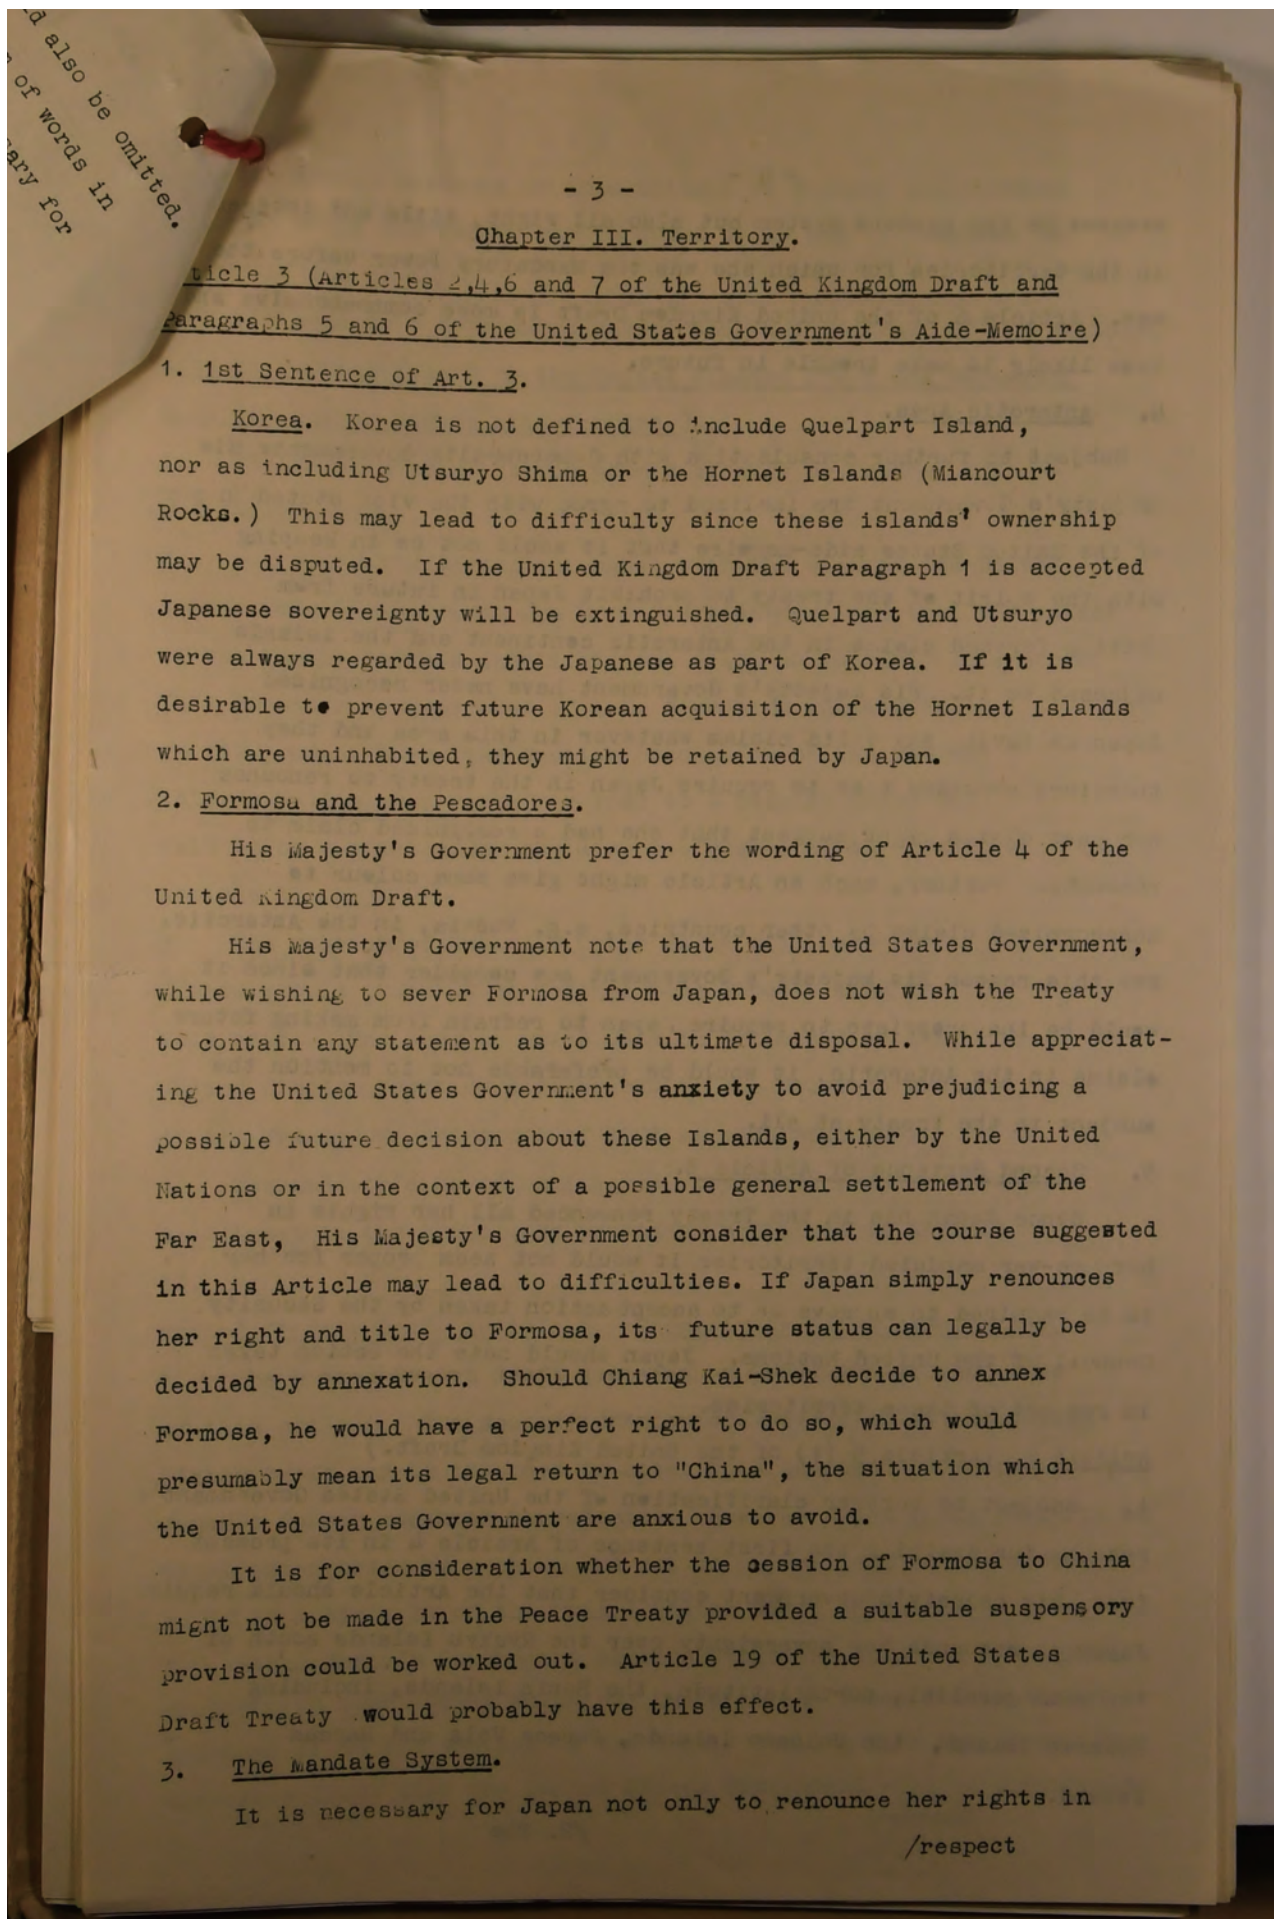 also be omitted.
of words in
for
- 3 -
Chapter III. Territory.
ticle 3 (Articles 2,4,6 and 7 of the United Kingdom Draft and
Paragraphs 5 and 6 of the United States Government's Aide-Memoire)
1. 1st Sentence of Art. 3.
Korea. Korea is not defined to include Quelpart Island,
nor as including Utsuryo Shima or the Hornet Islands (Miancourt
Rocks.) This may lead to difficulty since these islands' ownership
may be disputed. If the United Kingdom Draft Paragraph 1 is accepted
Japanese sovereignty will be extinguished. Quelpart and Utsuryo
were always regarded by the Japanese as part of Korea. If it is
desirable to prevent future Korean acquisition of the Hornet Islands
which are uninhabited, they might be retained by Japan.
2. Formosa and the Pescadores.
His Majesty's Government prefer the wording of Article 4 of the
United Kingdom Draft.
His Majesty's Government note that the United States Government,
while wishing to sever Formosa from Japan, does not wish the Treaty
to contain any statement as to its ultimate disposal. While appreciat-
ing the United States Government's anxiety to avoid prejudicing a
possible future decision about these Islands, either by the United
Nations or in the context of a possible general settlement of the
Far East, His Majesty's Government consider that the course suggested
in this Article may lead to difficulties. If Japan simply renounces
her right and title to Formosa, its future status can legally be
decided by annexation. Should Chiang Kai-Shek decide to annex
Formosa, he would have a perfect right to do so, which would
presumably mean its legal return to "China", the situation which
the United States Government are anxious to avoid.
It is for consideration whether the cession of Formosa to China
might not be made in the Peace Treaty provided a suitable suspensory
provision could be worked out. Article 19 of the United States
Draft Treaty would probably have this effect.
3. The Mandate System.
It is necessary for Japan not only to renounce her rights in
/respect